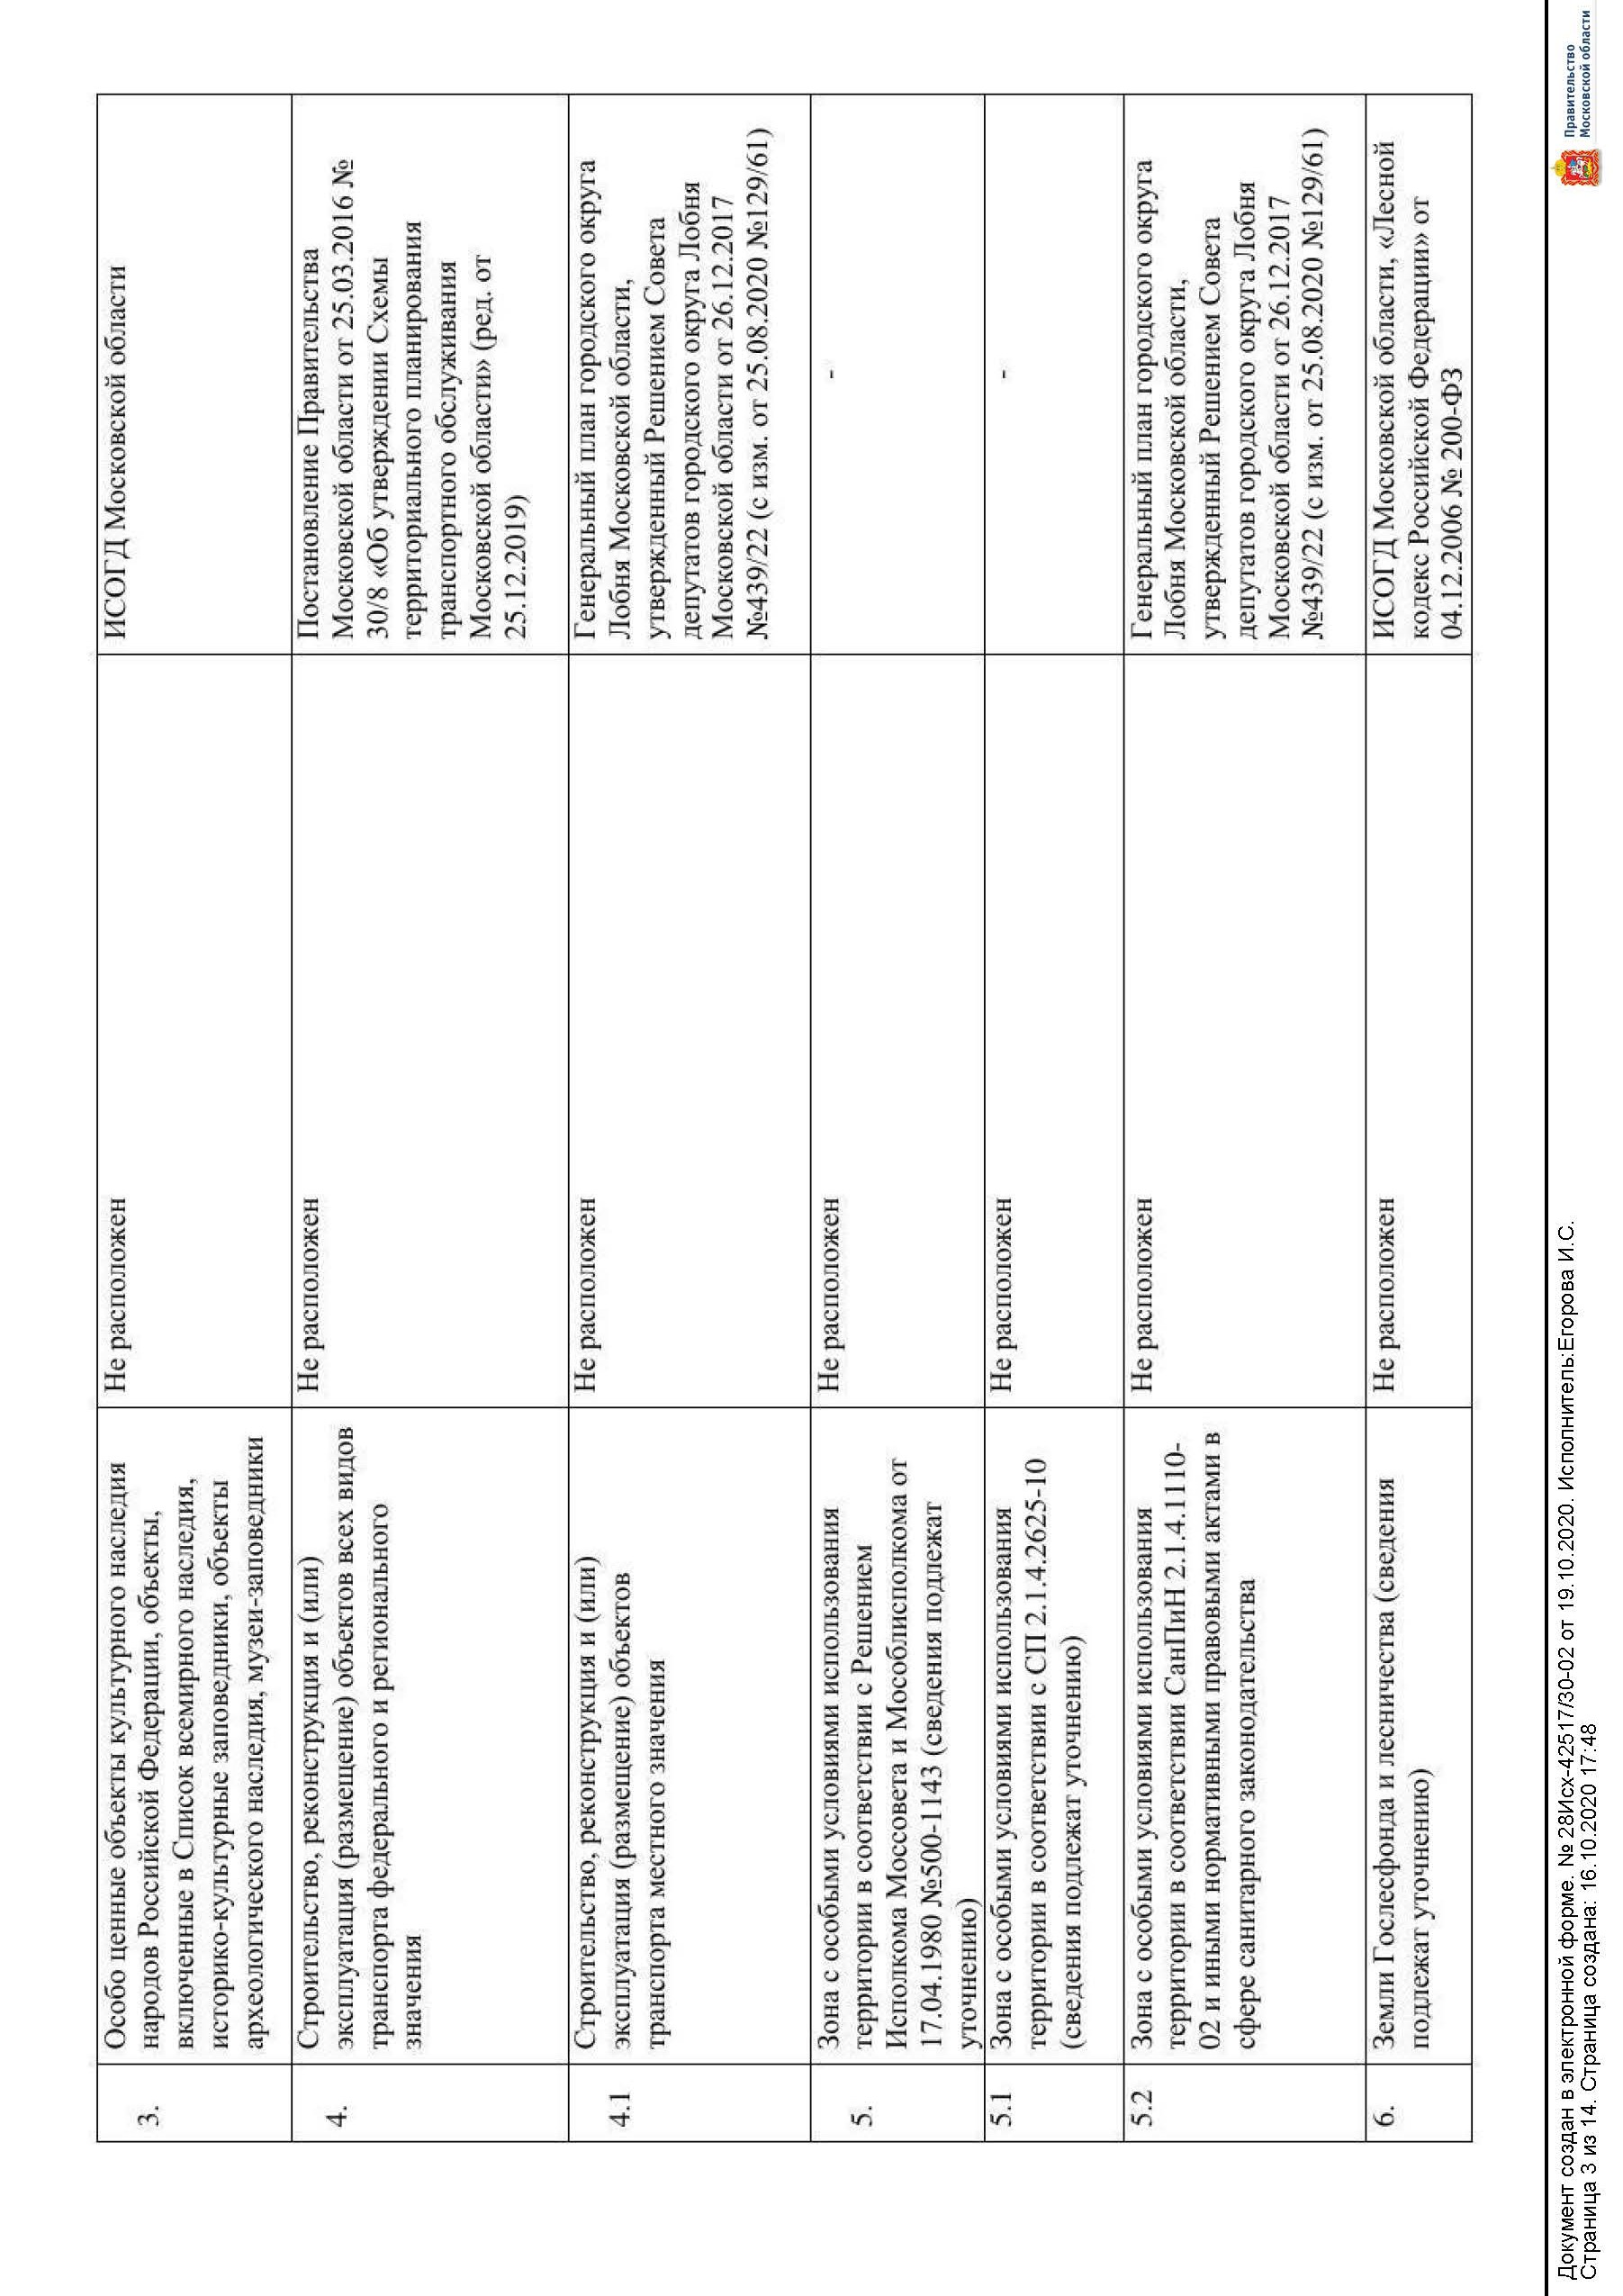 3.
Особо ценные объекты культурного наследия
народов Российской Федерации, объекты,
включенные в Список всемирного наследия,
историко-культурные заповедники, объекты
археологического наследия, музеи-заповедники
Не расположен
ИСОГД Московской области
4.
Строительство, реконструкция и (или)
эксплуатация (размещение) объектов всех видов
транспорта федерального и регионального
значения
Не расположен
Постановление Правительства
Московской области от 25.03.2016 №
30/8 «Об утверждении Схемы
территориального планирования
транспортного обслуживания
Московской области» (ред. от
25.12.2019)
4.1
Строительство, реконструкция и (или)
эксплуатация (размещение) объектов
транспорта местного значения
Не расположен
Генеральный план городского округа
Лобня Московской области,
утвержденный Решением Совета
депутатов городского округа Лобня
Московской области от 26.12.2017
№439/22 (с изм. от 25.08.2020 №129/61)
5.
Зона с особыми условиями использования
территории в соответствии с Решением
Исполкома Моссовета и Мособлисполкома от
17.04.1980 №500-1143 (сведения подлежат
уточнению)
Не расположен
-
5.1
Зона с особыми условиями использования
территории в соответствии с СП 2.1.4.2625-10
(сведения подлежат уточнению)
Не расположен
-
5.2
Зона с особыми условиями использования
территории в соответствии СанПиН 2.1.4.1110-
02 и иными нормативными правовыми актами в
сфере санитарного законодательства
Не расположен
Генеральный план городского округа
Лобня Московской области,
утвержденный Решением Совета
депутатов городского округа Лобня
Московской области от 26.12.2017
№439/22 (с изм. от 25.08.2020 №129/61)
6.
Земли Гослесфонда и лесничества (сведения
подлежат уточнению)
Не расположен
ИСОГД Московской области, «Лесной
кодекс Российской Федерации» от
04.12.2006 № 200-ФЗ
Документ создан в электронной форме. № 28Исх-42517/30-02 от 19.10.2020. Исполнитель:Егорова И.С.
Страница 3 из 14. Страница создана: 16.10.2020 17:48
Правительство
Московской области